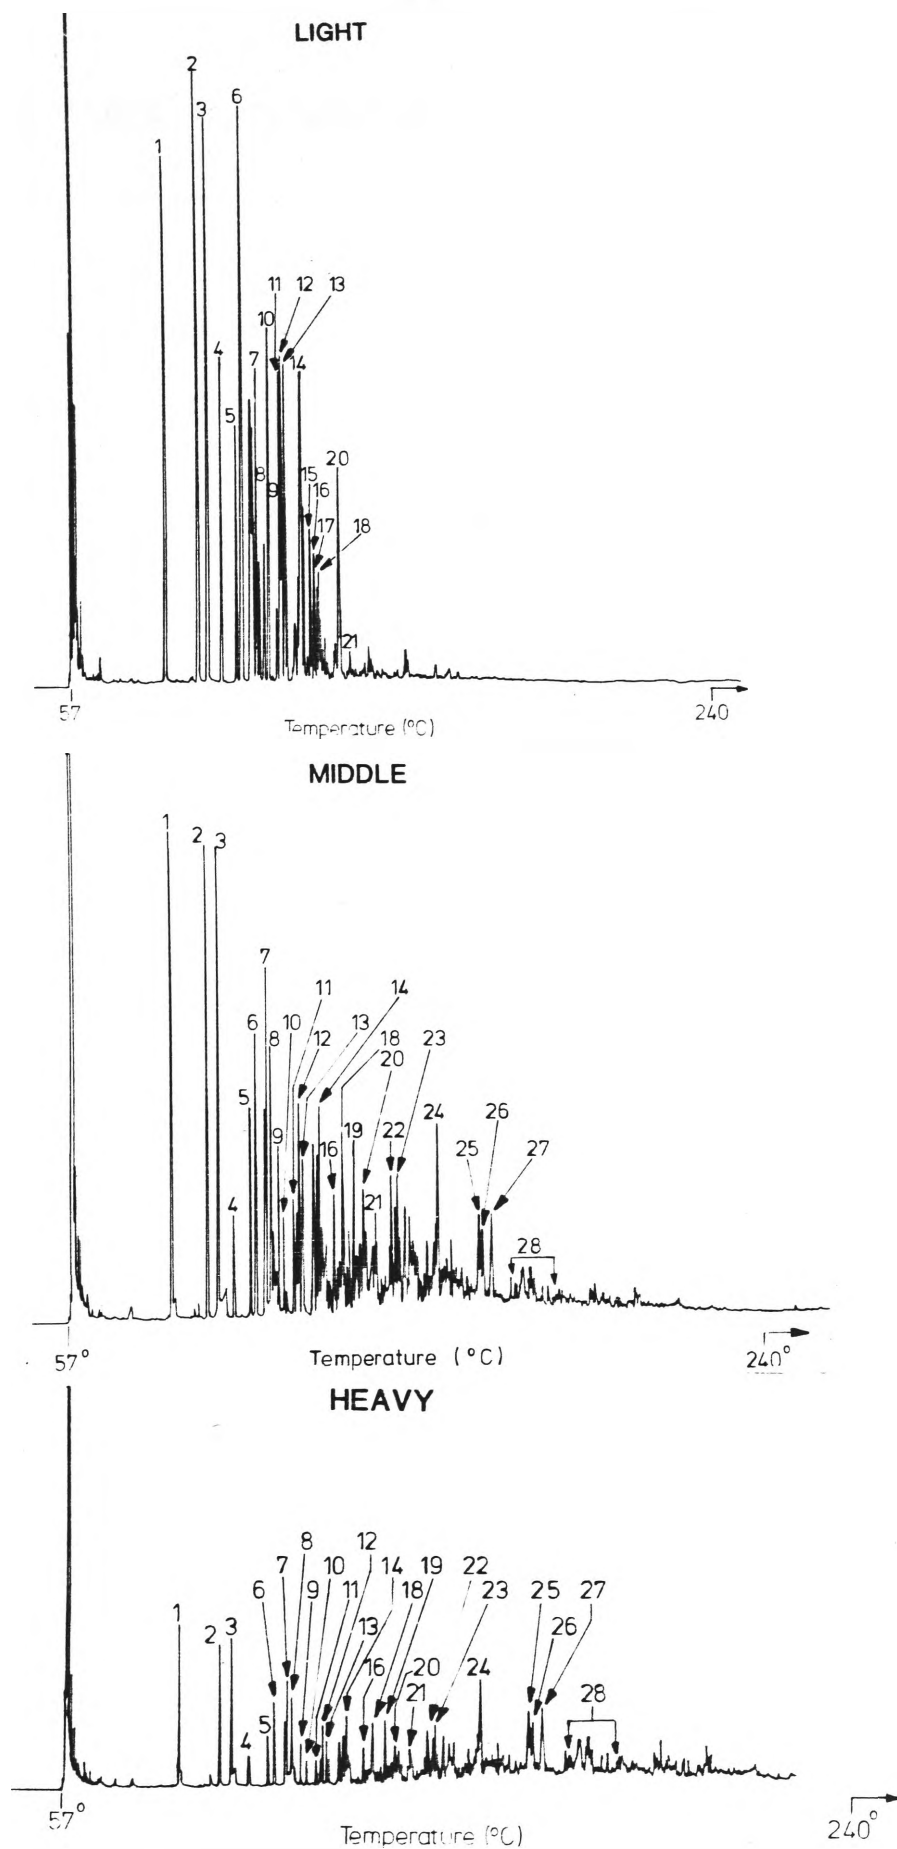 LIGHT
2
3
6
1
11 12 13
10
4 7 14
5
8 9 15 20
16
17 18
21
57 240
Temperature (ºC)
MIDDLE
1 2 3
7
11 14
6 8 10 12 13 18 20 23
5
9 16 19 22 24 25 26 27
4 21
28
57° 240°
Temperature (ºC)
HEAVY
8 12
7 10 14 19 22
6 9 11 18 23 25 27
1 2 3 13 26
5 16 20 24
4 21 28
57° 240°
Temperature (ºC)